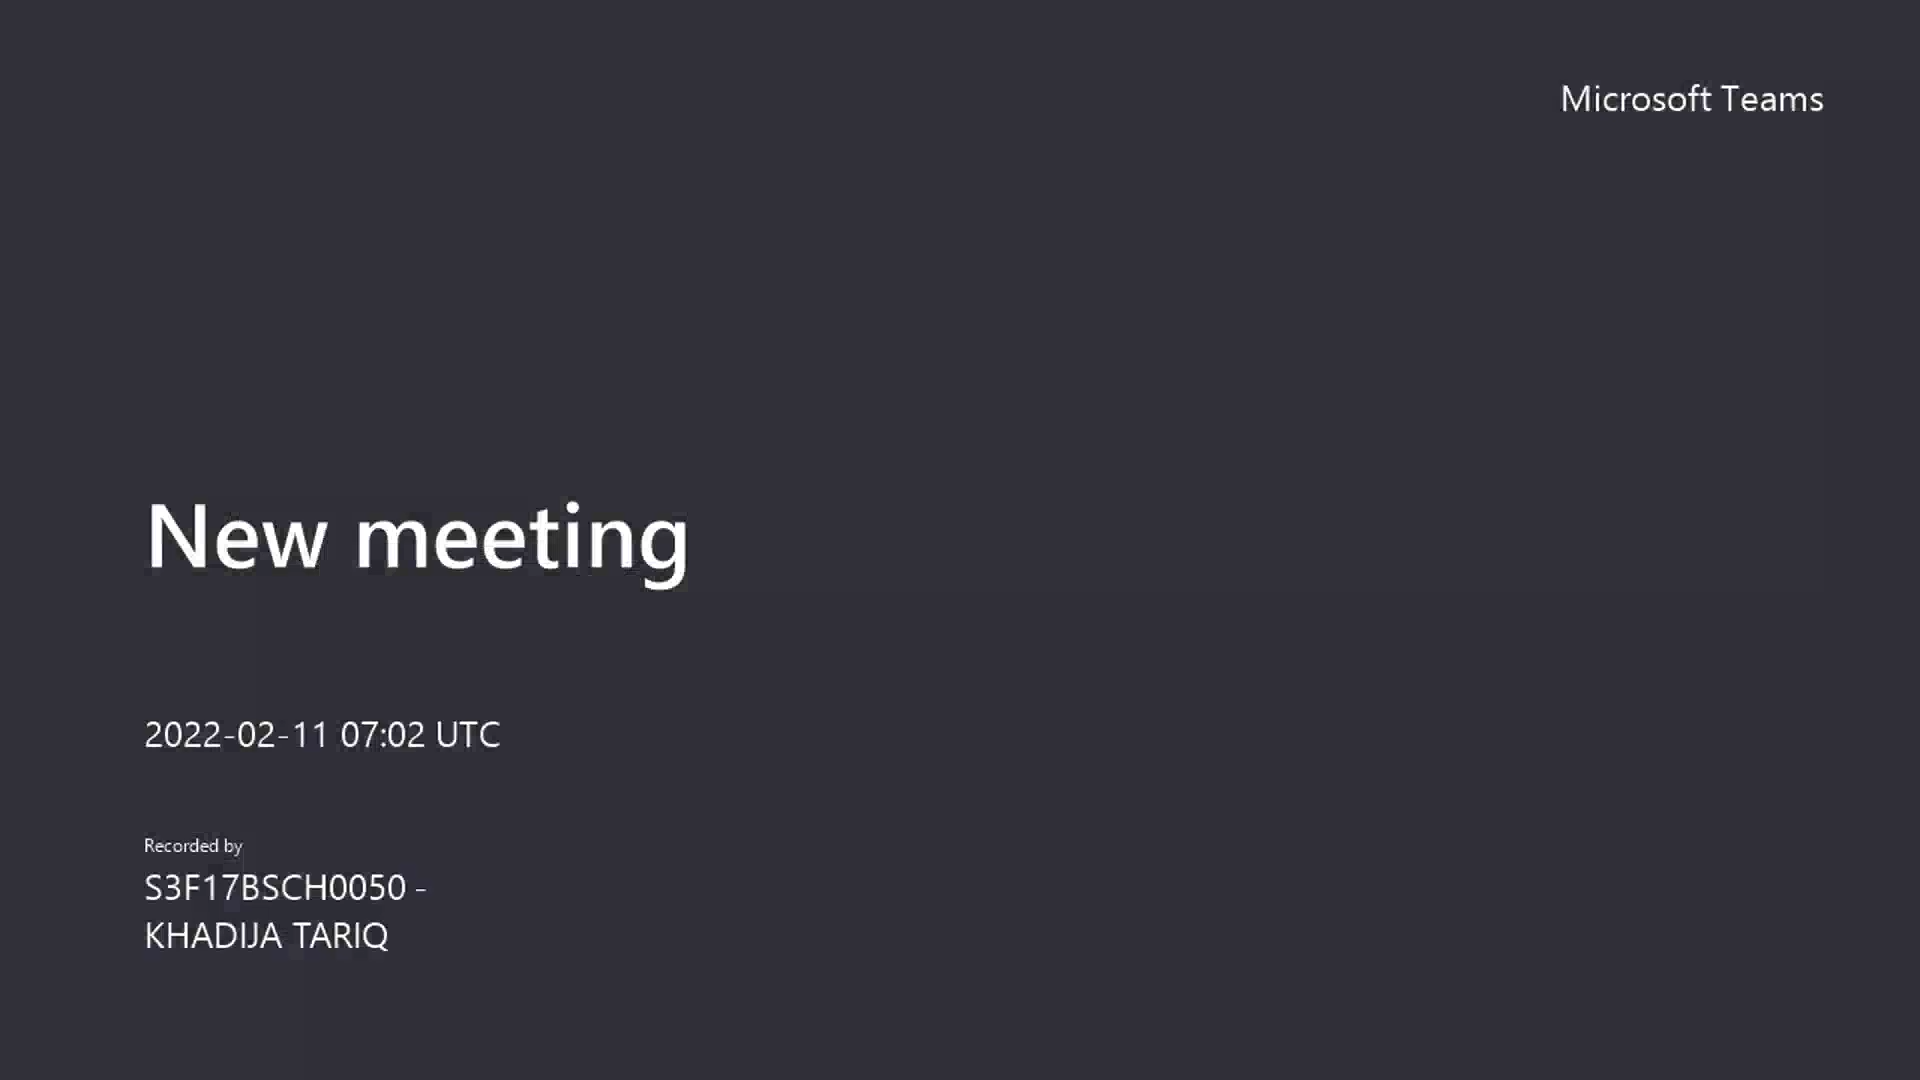 Microsoft Teams
New meeting
2022-02-11 07:02 UTC
Recorded by
S3F17BSCH0050 -
KHADIJA TARIQ